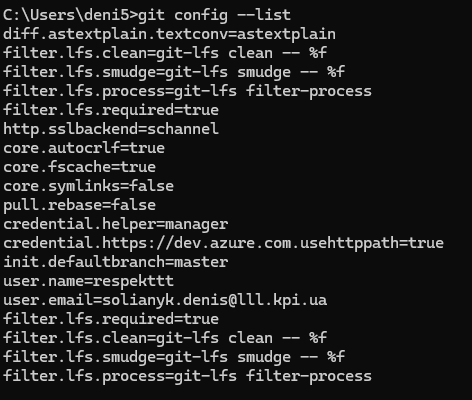 C:\Users\deni5>git config --list
diff.astextplain.textconv=astextplain
filter.lfs.clean=git-lfs clean -- %f
filter.lfs.smudge=git-lfs smudge -- %f
filter.lfs.process=git-lfs filter-process
filter.lfs.required=true
http.sslbackend=schannel
core.autocrlf=true
core.fscache=true
core.symlinks=false
pull.rebase=false
credential.helper=manager
credential.https://dev.azure.com.usehttppath=true
init.defaultbranch=master
user.name=respekttt
user.email=solianyk.denis@lll.kpi.ua
filter.lfs.required=true
filter.lfs.clean=git-lfs clean -- %f
filter.lfs.smudge=git-lfs smudge -- %f
filter.lfs.process=git-lfs filter-process